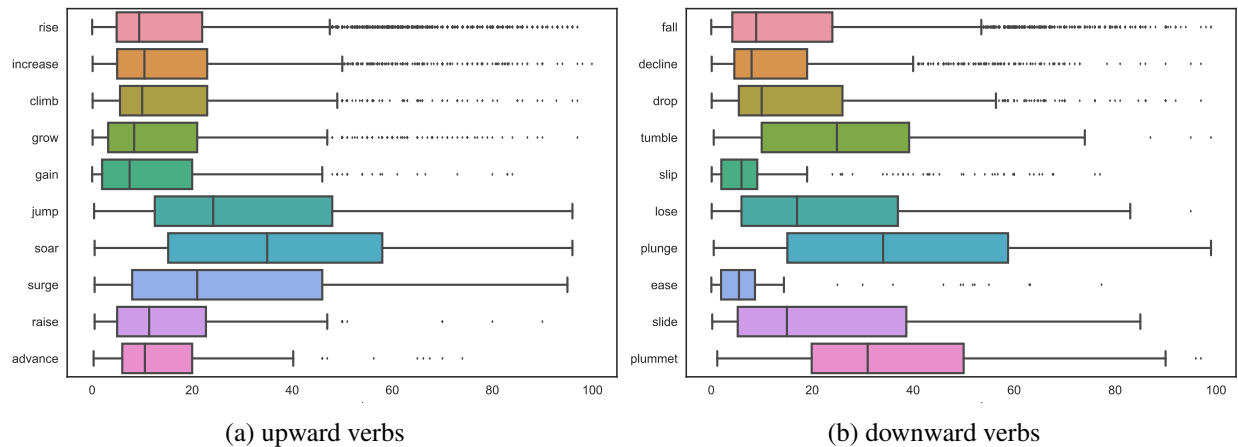 rise
increase
climb
grow
gain
jump
soar
surge
raise
advance
0 20 40 60 80 100
(a) upward verbs
fall
decline
drop
tumble
slip
lose
plunge
ease
slide
plummet
0 20 40 60 80 100
(b) downward verbs